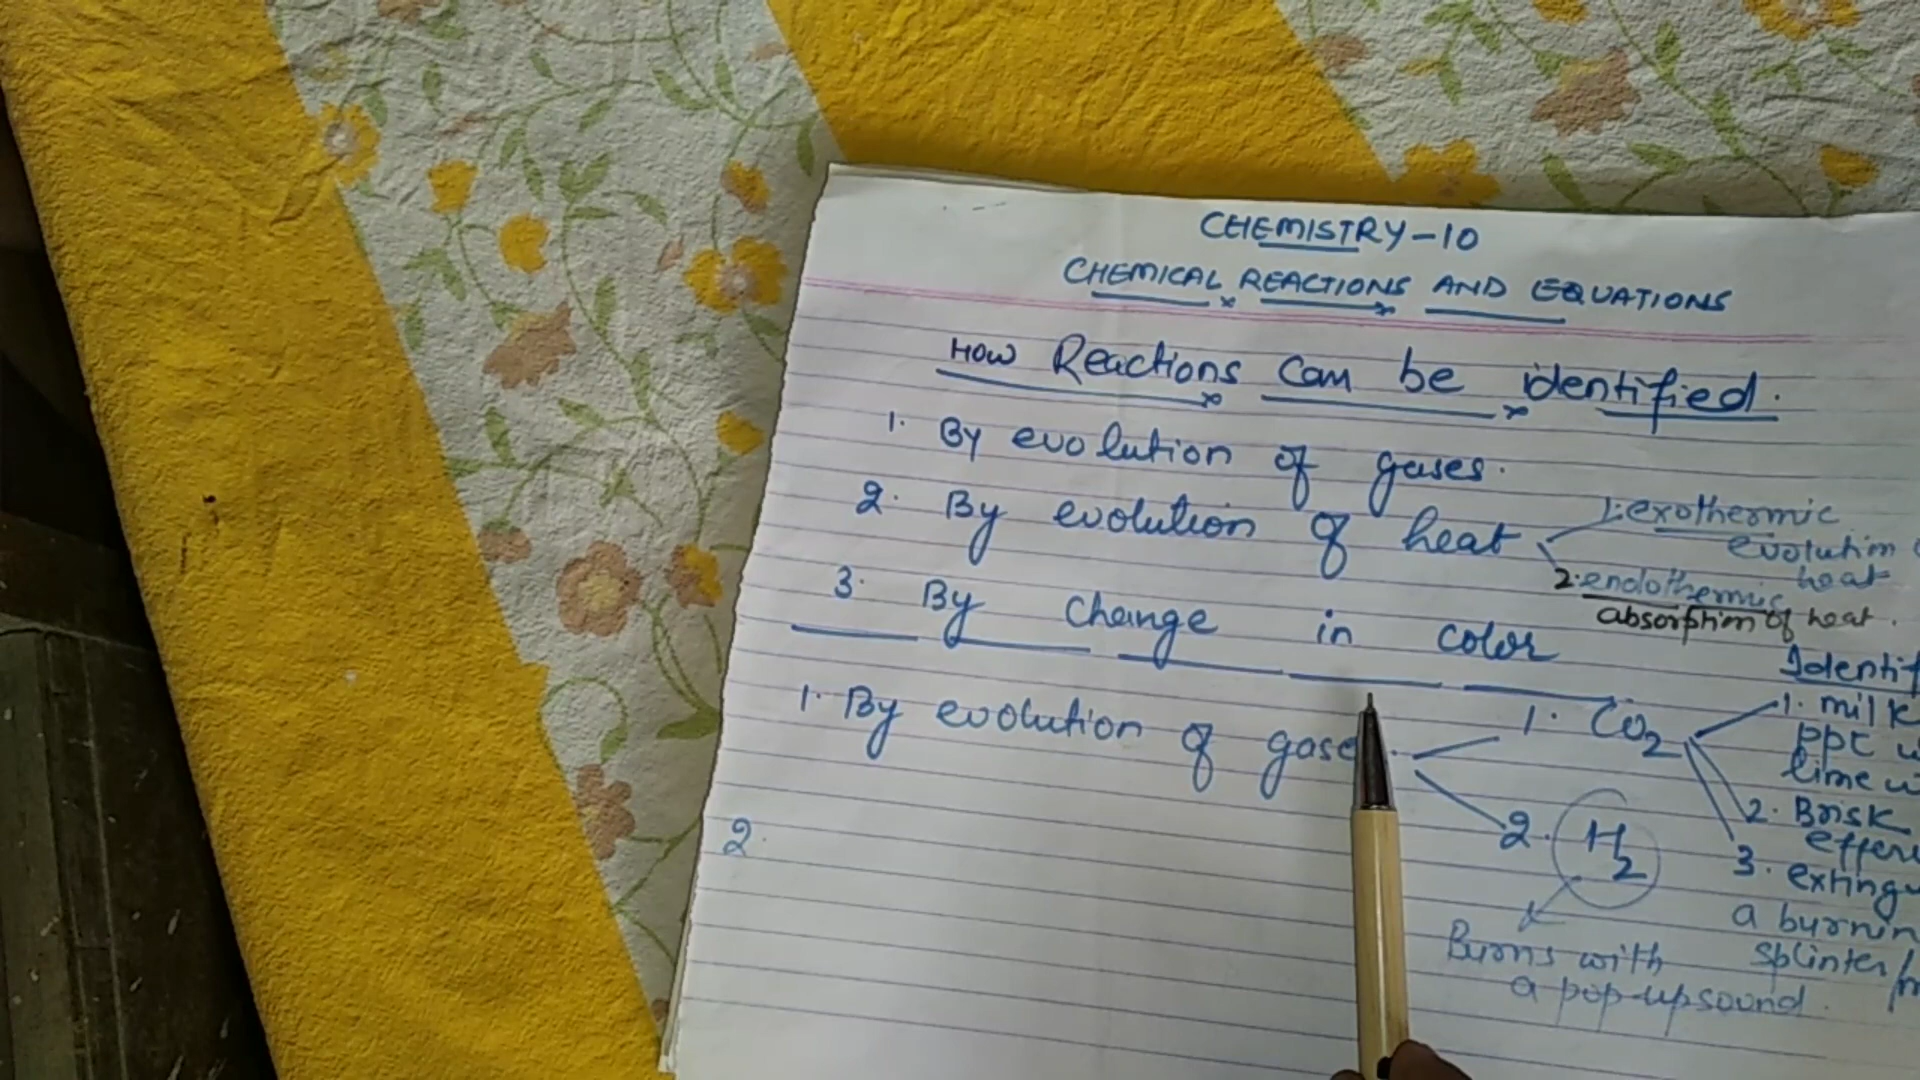 CHEMISTRY-10
CHEMICAL REACTIONS AND EQUATIONS
HOW Reactions can be identified.
1. By evolution of gases.
2. By evolution of heat
1. exothermic
evolution
heat
2. endothermic
absorption of heat.
3. By change in color
1. By evolution of gase
1. CO2
2. H2
Burns with
a pop-up sound.
1. milk
ppt
lime
2. Brisk
3.
a
splinter/
2.